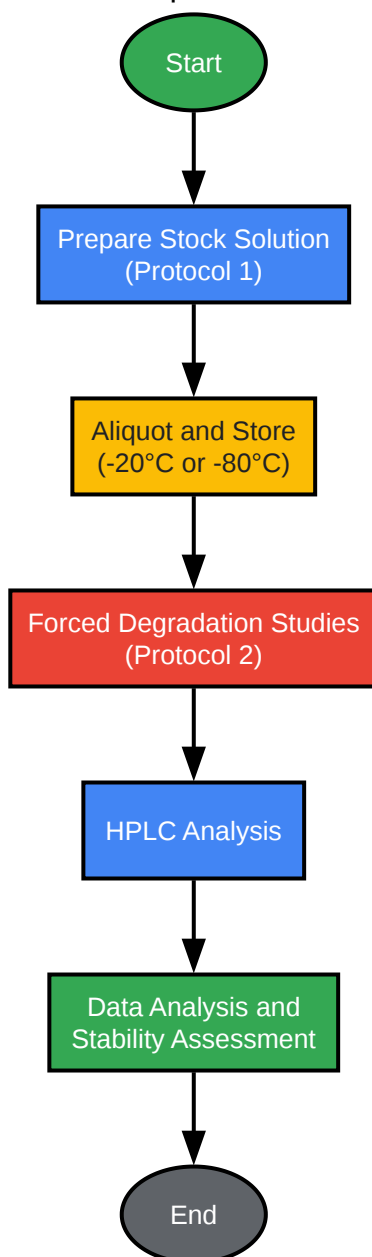 Start
Prepare Stock Solution
(Protocol 1)
Aliquot and Store
(-20°C or -80°C)
Forced Degradation Studies
(Protocol 2)
HPLC Analysis
Data Analysis and
Stability Assessment
End